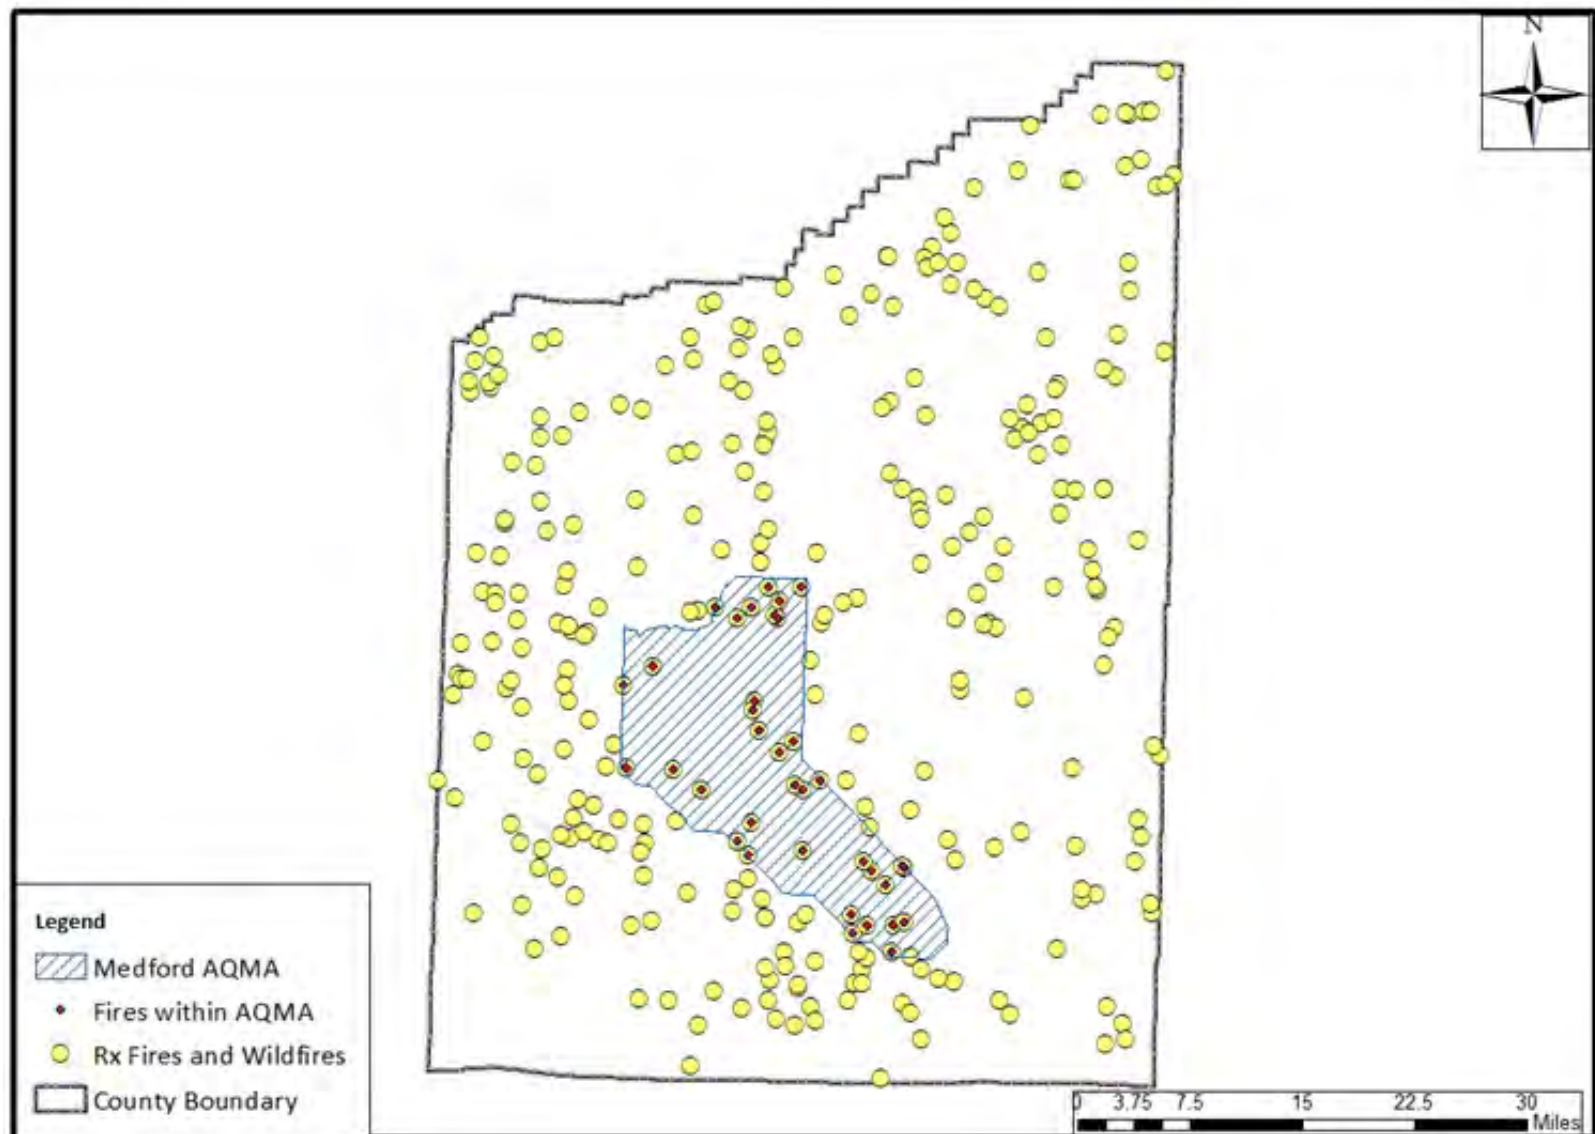 N
Legend
Medford AQMA
Fires within AQMA
Rx Fires and Wildfires
County Boundary
0 3.75 7.5 15 22.5 30
Miles